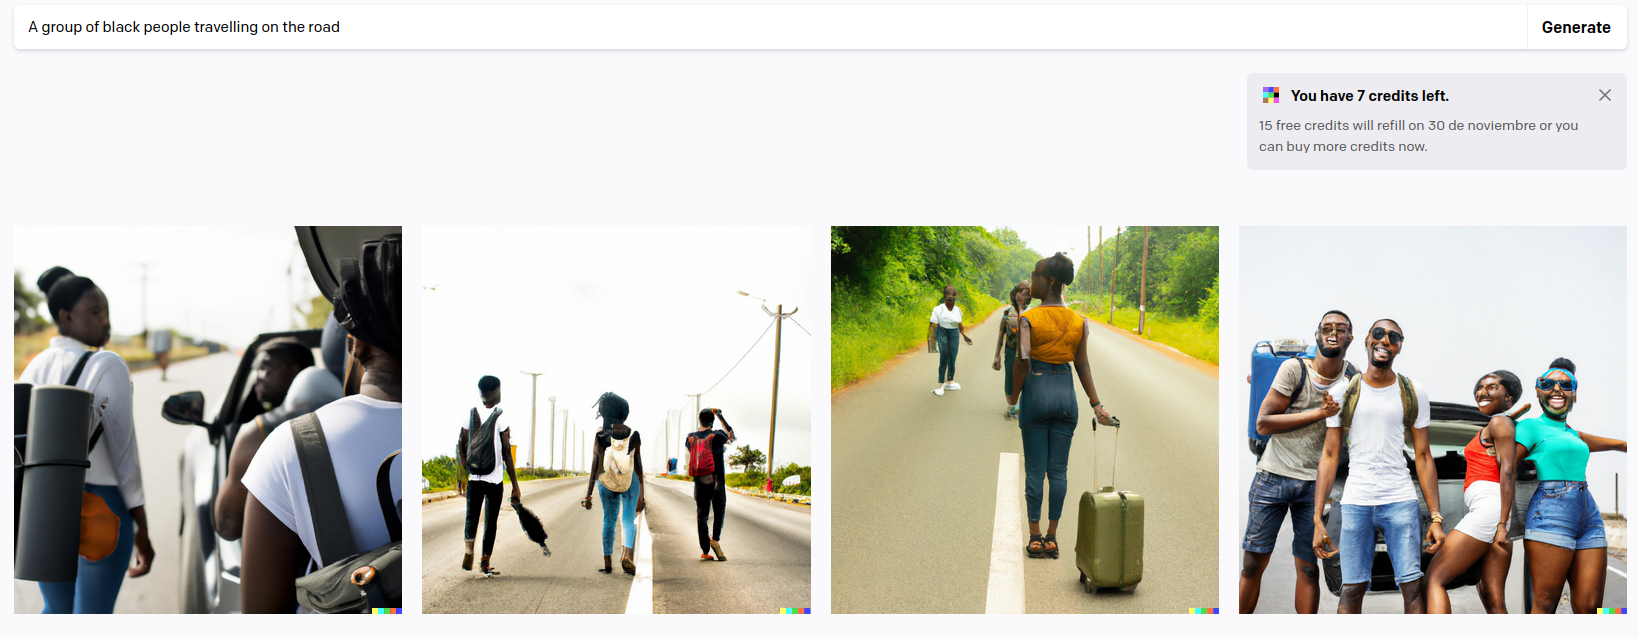 A group of black people travelling on the road
Generate
You have 7 credits left.
15 free credits will refill on 30 de noviembre or you
can buy more credits now.